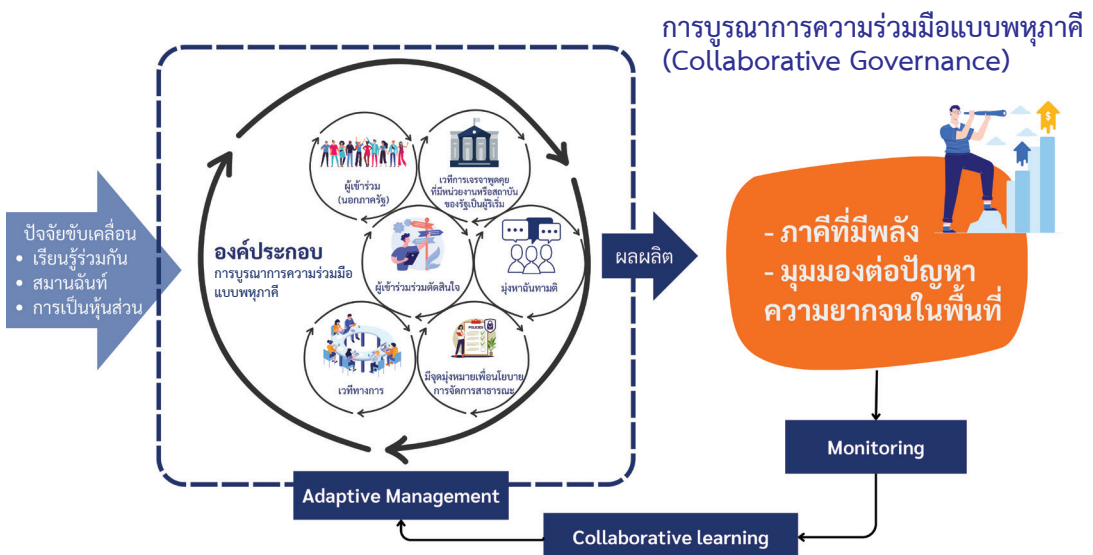 การบูรณาการความร่วมมือแบบพหุภาคี
(Collaborative Governance)
ปัจจัยขับเคลื่อน
• เรียนรู้ร่วมกัน
• สมานฉันท์
• การเป็นหุ้นส่วน
องค์ประกอบ
การบูรณาการความร่วมมือ
แบบพหุภาคี
ผู้เข้าร่วม
(นอกภาครัฐ)
เวทีการเจรจาพูดคุย
ที่มีหน่วยงานหรือสถาบัน
ของรัฐเป็นผู้ริเริ่ม
ผู้เข้าร่วมร่วมตัดสินใจ
มุ่งหาฉันทามติ
เวทีทางการ
POLICIES
มีจุดมุ่งหมายเพื่อนโยบาย
การจัดการสาธารณะ
ผลผลิต
$
- ภาคีที่มีพลัง
- มุมมองต่อปัญหา
ความยากจนในพื้นที่
Monitoring
Collaborative learning
Adaptive Management